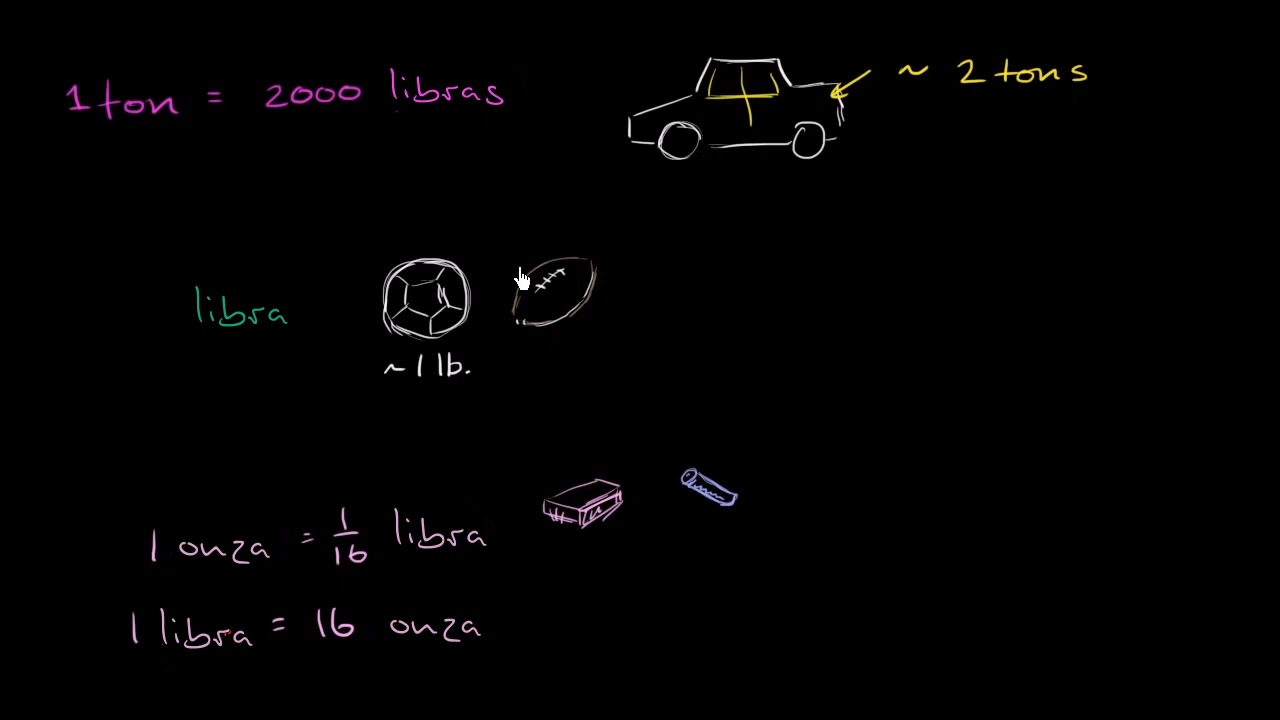 1 ton = 2000 libras
~ 2 tons
libra
~ 1 lb.
1 onza = 1/16 libra
1 libra = 16 onza